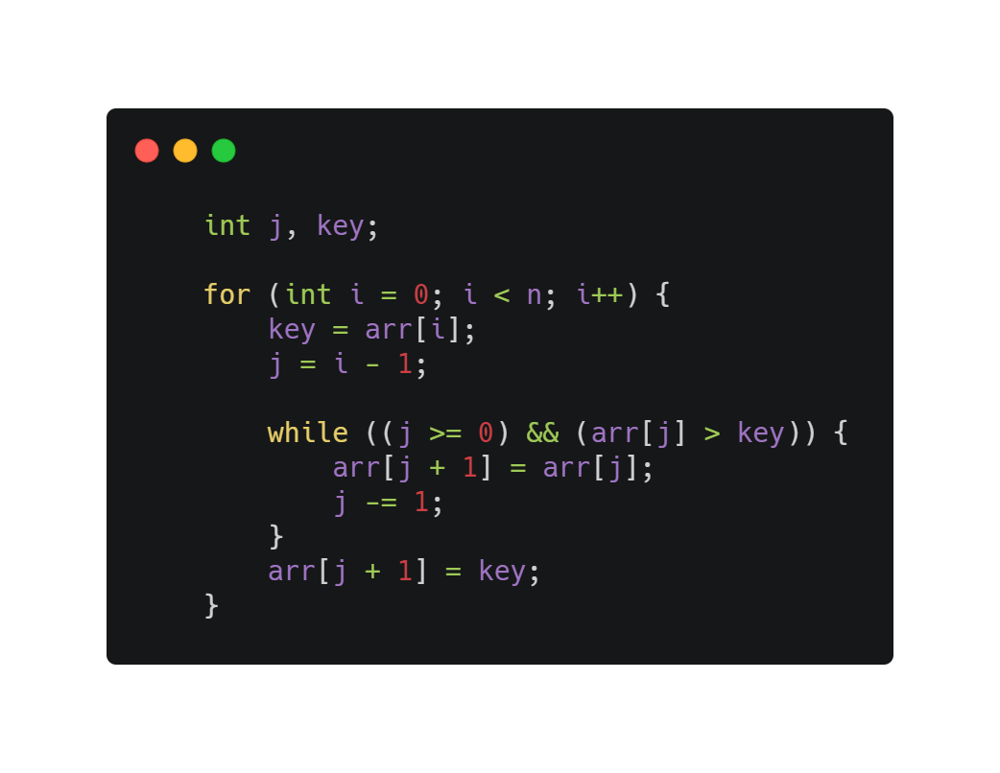 int j, key;
for (int i = 0; i < n; i++) {
key = arr[i];
j = i - 1;
while ((j >= 0) && (arr[j] > key)) {
arr[j + 1] = arr[j];
j -= 1;
}
arr[j + 1] = key;
}